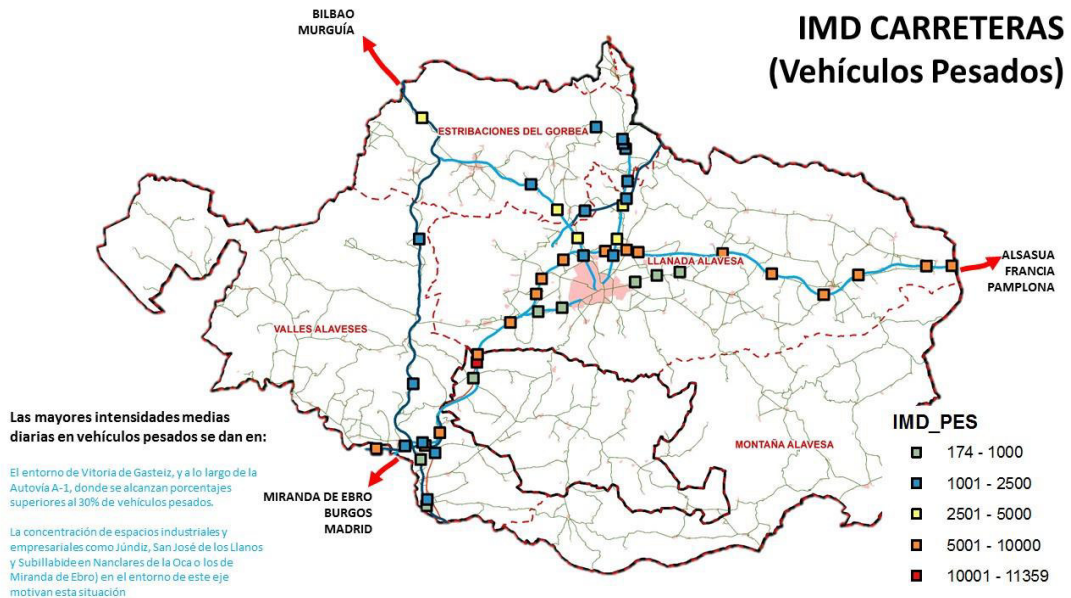 IMD CARRETERAS
(Vehículos Pesados)
BILBAO
MURGUÍA
ESTRIBACIONES DEL GORBEA
LLANADA ALAVESA
ALSASUA
FRANCIA
PAMPLONA
VALLES ALAVESES
Las mayores intensidades medias
diarias en vehículos pesados se dan en:
El entorno de Vitoria de Gasteiz, y a lo largo de la
Autovía A-1, donde se alcanzan porcentajes
superiores al 30% de vehículos pesados.
La concentración de espacios industriales y
empresariales como Júndiz, San José de los Llanos
y Subillabide en Nanclares de la Oca o los de
Miranda de Ebro) en el entorno de este eje
motivan esta situación
MIRANDA DE EBRO
BURGOS
MADRID
MONTAÑA ALAVESA
IMD_PES
174 - 1000
1001 - 2500
2501 - 5000
5001 - 10000
10001 - 11359